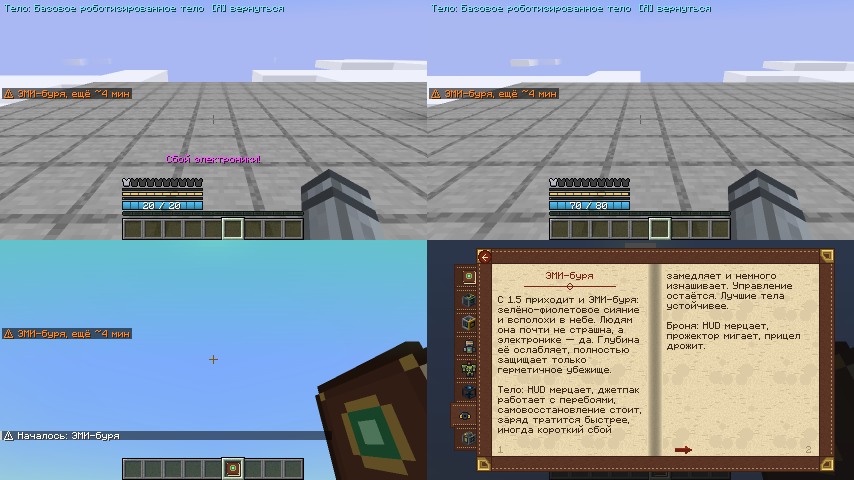 Тело: Базовое роботизированное тело [Л] вернуться
⚠ ЭМИ-буря, ещё ~4 мин
Сбой электроники!
20 / 20
Тело: Базовое роботизированное тело [Л] вернуться
⚠ ЭМИ-буря, ещё ~4 мин
70 / 80
⚠ ЭМИ-буря, ещё ~4 мин
⚠ Началось: ЭМИ-буря
ЭМИ-буря
С 1.5 приходит и ЭМИ-буря:
зелёно-фиолетовое сияние
и всполохи в небе. Людям
она почти не страшна, а
электронике — да. Глубина
её ослабляет, полностью
защищает только
герметичное убежище.
Тело: HUD мерцает, джетпак
работает с перебоями,
самовосстановление стоит,
заряд тратится быстрее,
иногда короткий сбой
1
замедляет и немного
изнашивает. Управление
остаётся. Лучшие тела
устойчивее.
Броня: HUD мерцает,
прожектор мигает, прицел
дрожит.
2